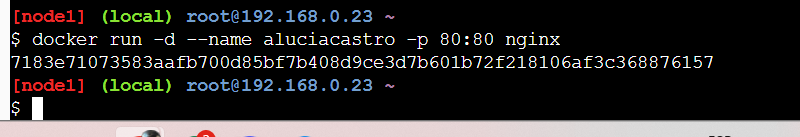 [node1] (local) root@192.168.0.23 ~
$ docker run -d --name aluciacastro -p 80:80 nginx
7183e71073583aafb700d85bf7b408d9ce3d7b601b72f218106af3c368876157
[node1] (local) root@192.168.0.23 ~
$